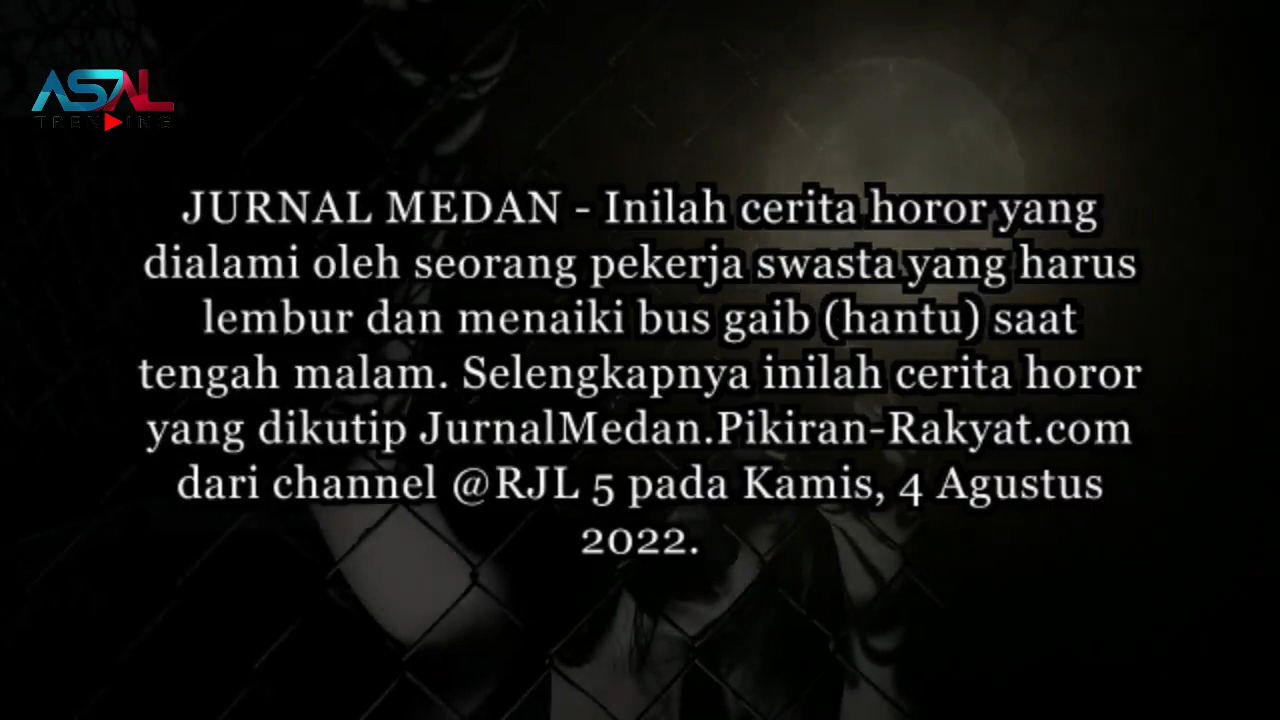 ASAL
TRENDING
JURNAL MEDAN - Inilah cerita horor yang
dialami oleh seorang pekerja swasta yang harus
lembur dan menaiki bus gaib (hantu) saat
tengah malam. Selengkapnya inilah cerita horor
yang dikutip JurnalMedan.Pikiran-Rakyat.com
dari channel @RJL 5 pada Kamis, 4 Agustus
2022.